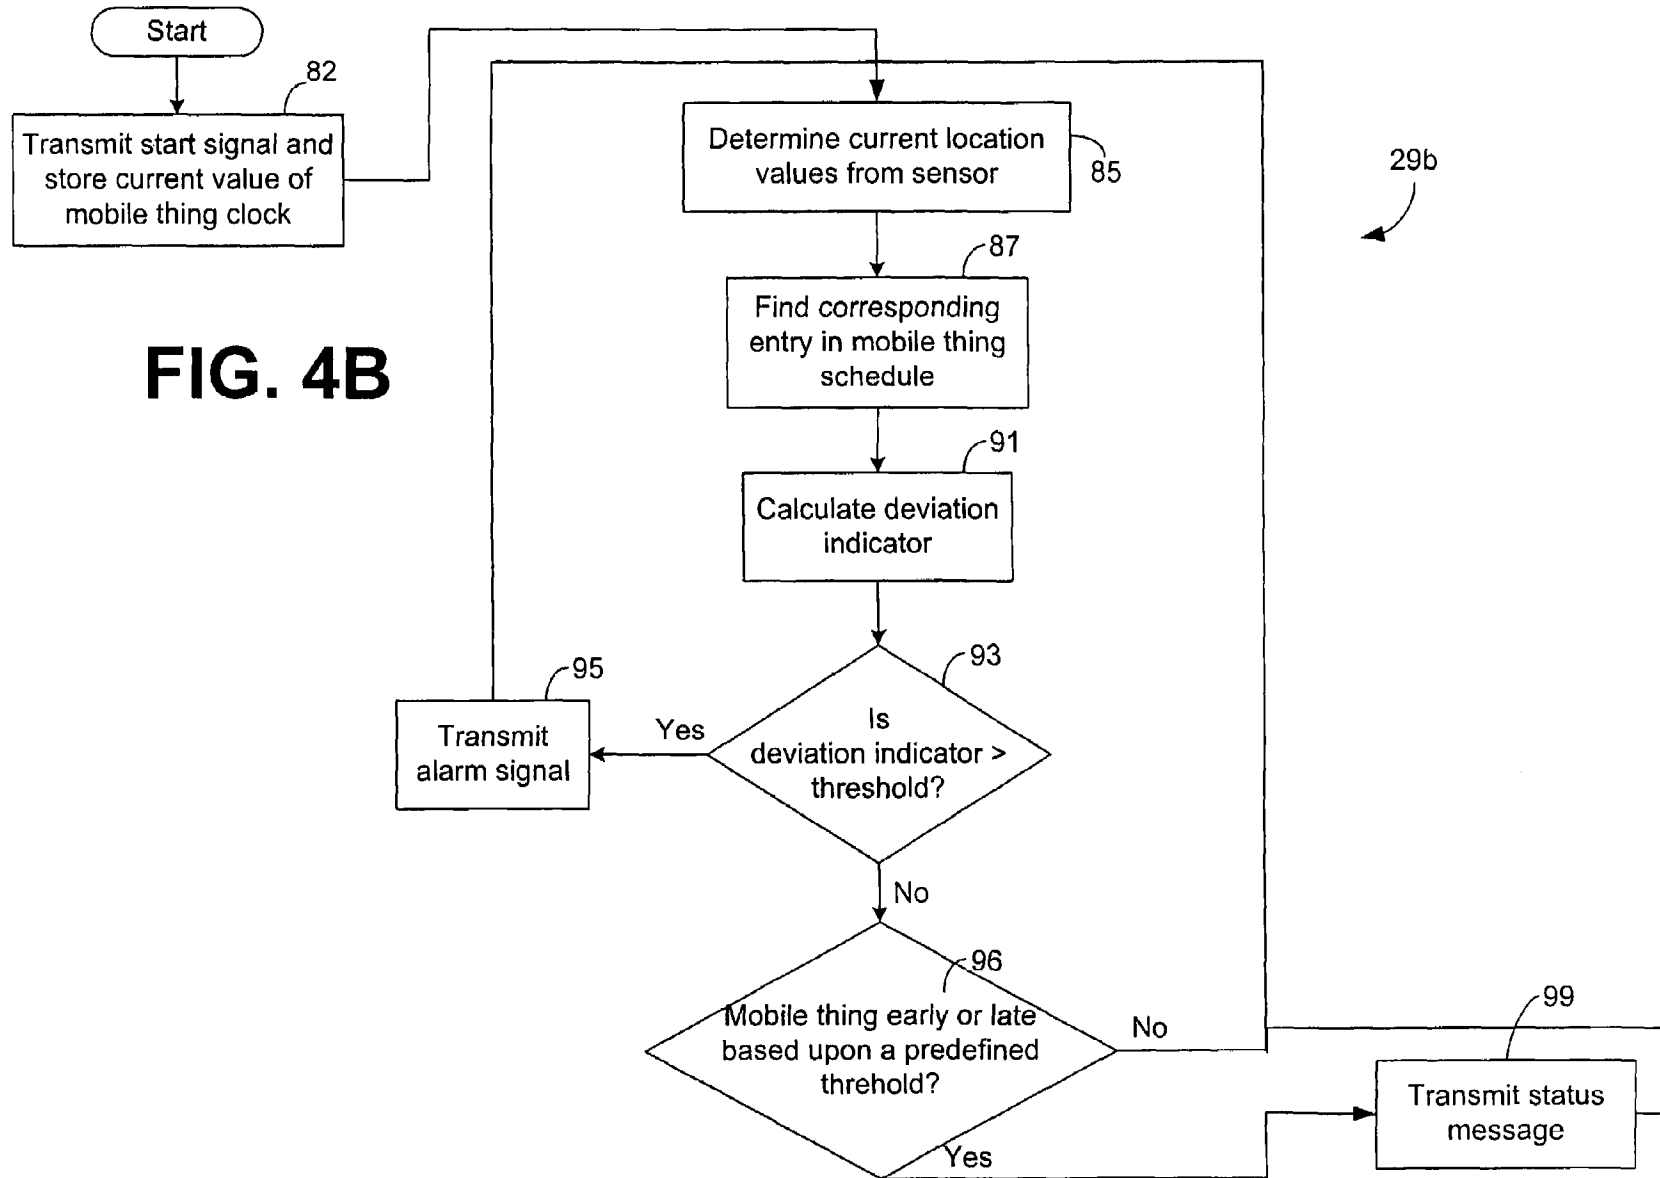 Start
82
Transmit start signal and
store current value of
mobile thing clock
Determine current location
values from sensor
85
29b
87
Find corresponding
entry in mobile thing
schedule
FIG. 4B
91
Calculate deviation
indicator
93
Is
deviation indicator >
threshold?
Yes
95
Transmit
alarm signal
No
96
Mobile thing early or late
based upon a predefined
threhold?
No
Yes
99
Transmit status
message